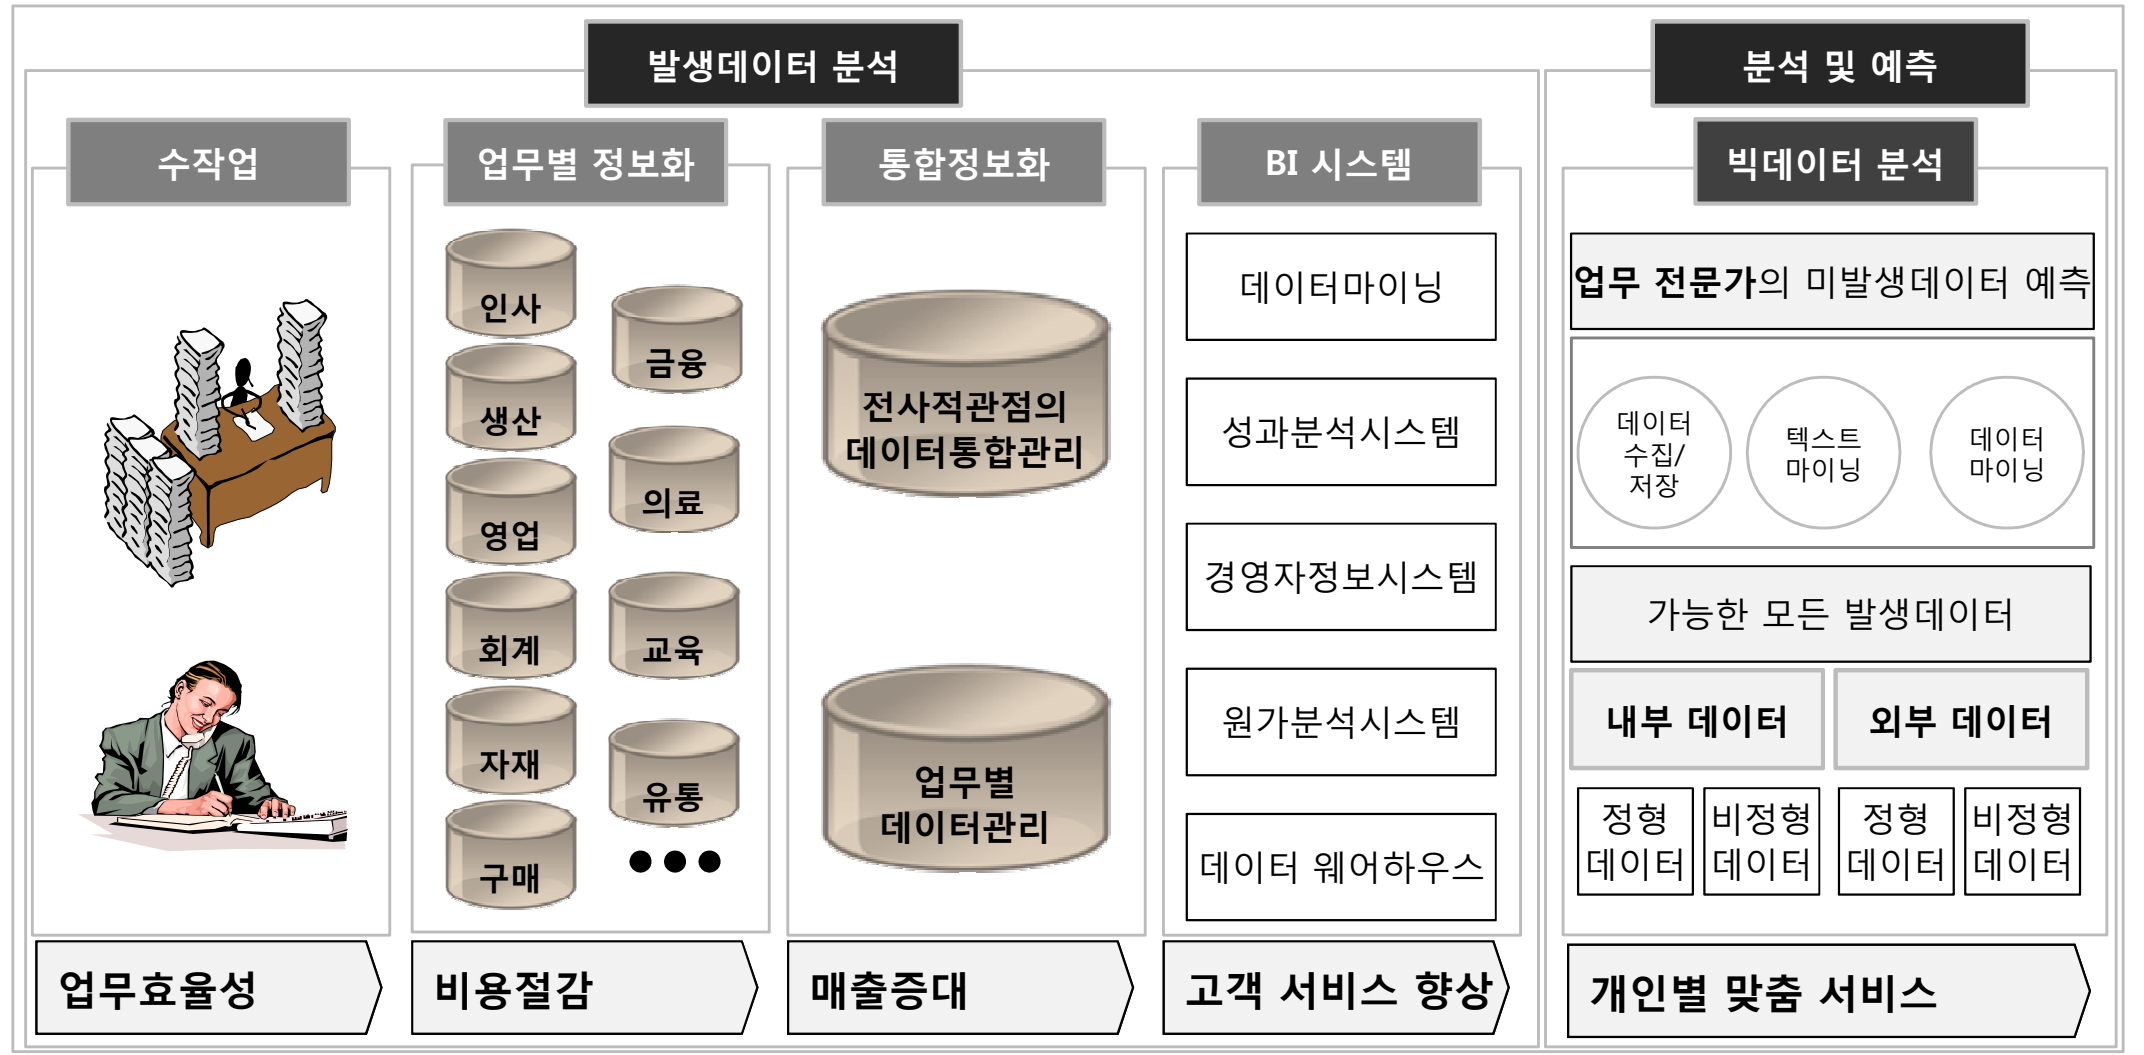 발생데이터 분석
분석 및 예측
수작업
업무별 정보화
통합정보화
BI 시스템
빅데이터 분석
인사
생산
영업
회계
자재
구매
금융
의료
교육
유통
●●●
전사적관점의
데이터통합관리
업무별
데이터관리
데이터마이닝
성과분석시스템
경영자정보시스템
원가분석시스템
데이터 웨어하우스
업무 전문가의 미발생데이터 예측
데이터
수집/
저장
텍스트
마이닝
데이터
마이닝
가능한 모든 발생데이터
내부 데이터
외부 데이터
정형
데이터
비정형
데이터
정형
데이터
비정형
데이터
업무효율성
비용절감
매출증대
고객 서비스 향상
개인별 맞춤 서비스